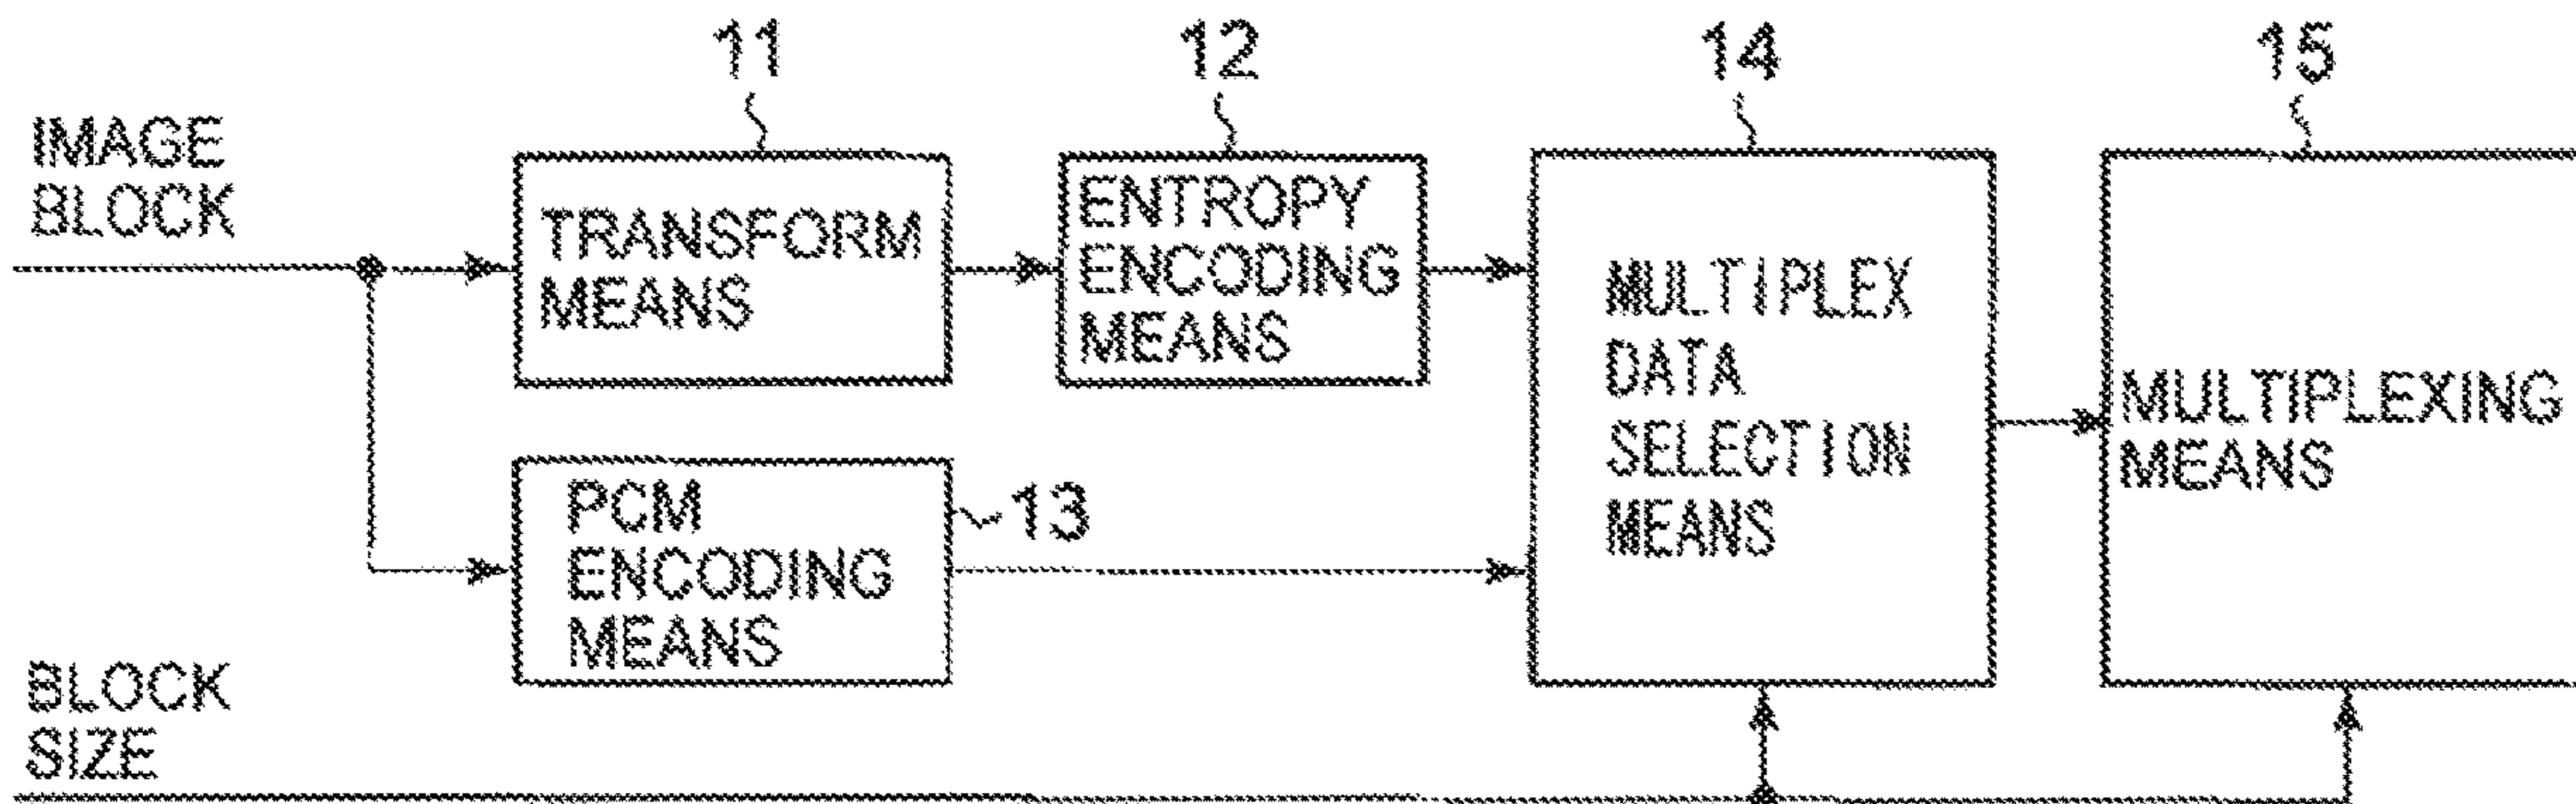 11
12
14
15
IMAGE
BLOCK
TRANSFORM
MEANS
ENTROPY
ENCODING
MEANS
MULTIPLEX
DATA
SELECTION
MEANS
MULTIPLEXING
MEANS
PCM
ENCODING
MEANS
13
BLOCK
SIZE